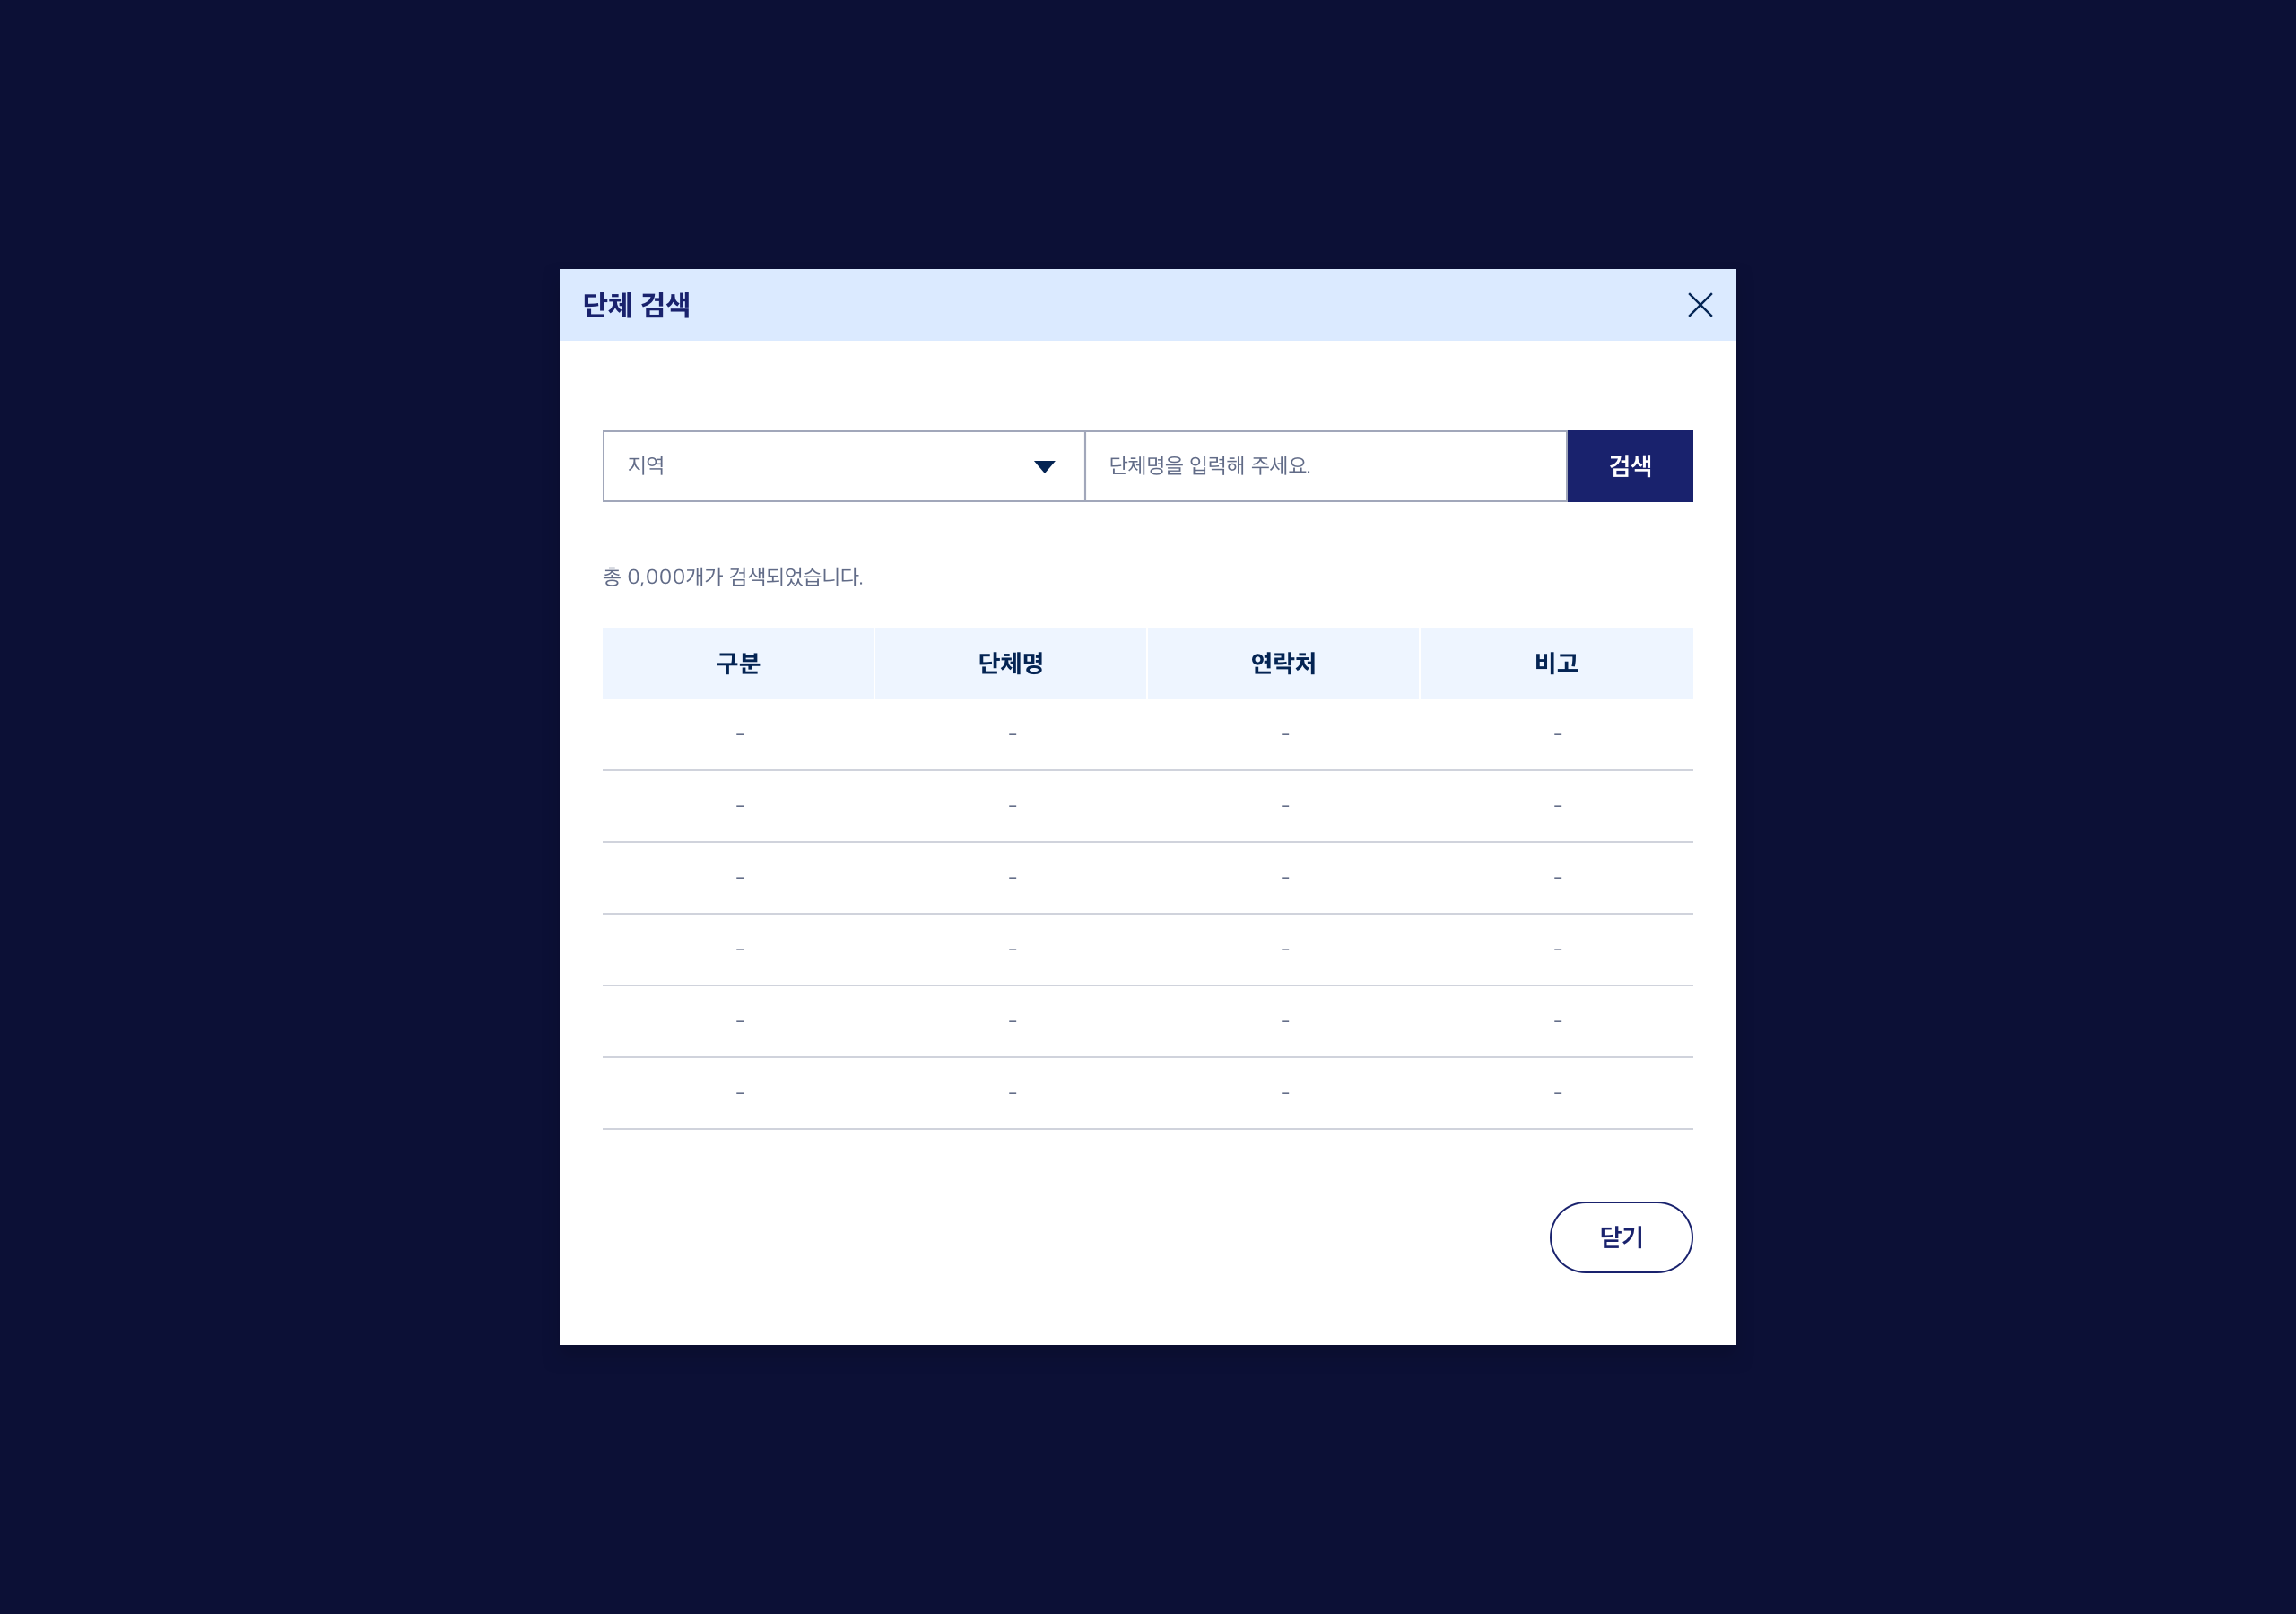 단체 검색
지역
단체명을 입력해 주세요.
검색
총 0,000개가 검색되었습니다.
구분 단체명 연락처 비고
- - - -
- - - -
- - - -
- - - -
- - - -
- - - -
닫기